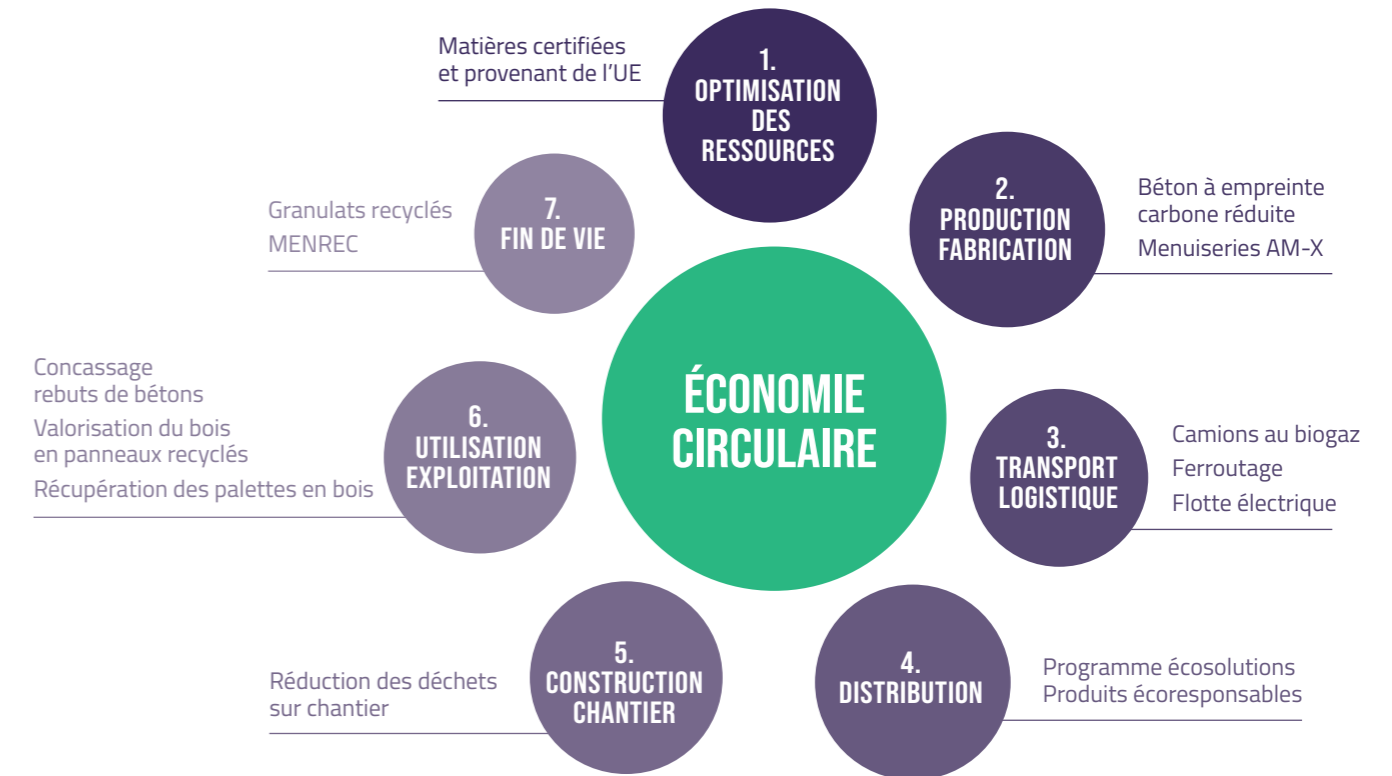 Matières certifiées
et provenant de l'UE
1.
OPTIMISATION
DES
RESSOURCES
2.
PRODUCTION
FABRICATION
Béton à empreinte
carbone réduite
Menuiseries AM-X
3.
TRANSPORT
LOGISTIQUE
Camions au biogaz
Ferroutage
Flotte électrique
4.
DISTRIBUTION
Programme écosolutions
Produits écoresponsables
5.
CONSTRUCTION
CHANTIER
Réduction des déchets
sur chantier
6.
UTILISATION
EXPLOITATION
Concassage
rebuts de bétons
Valorisation du bois
en panneaux recyclés
Récupération des palettes en bois
7.
FIN DE VIE
Granulats recyclés
MENREC
ÉCONOMIE
CIRCULAIRE